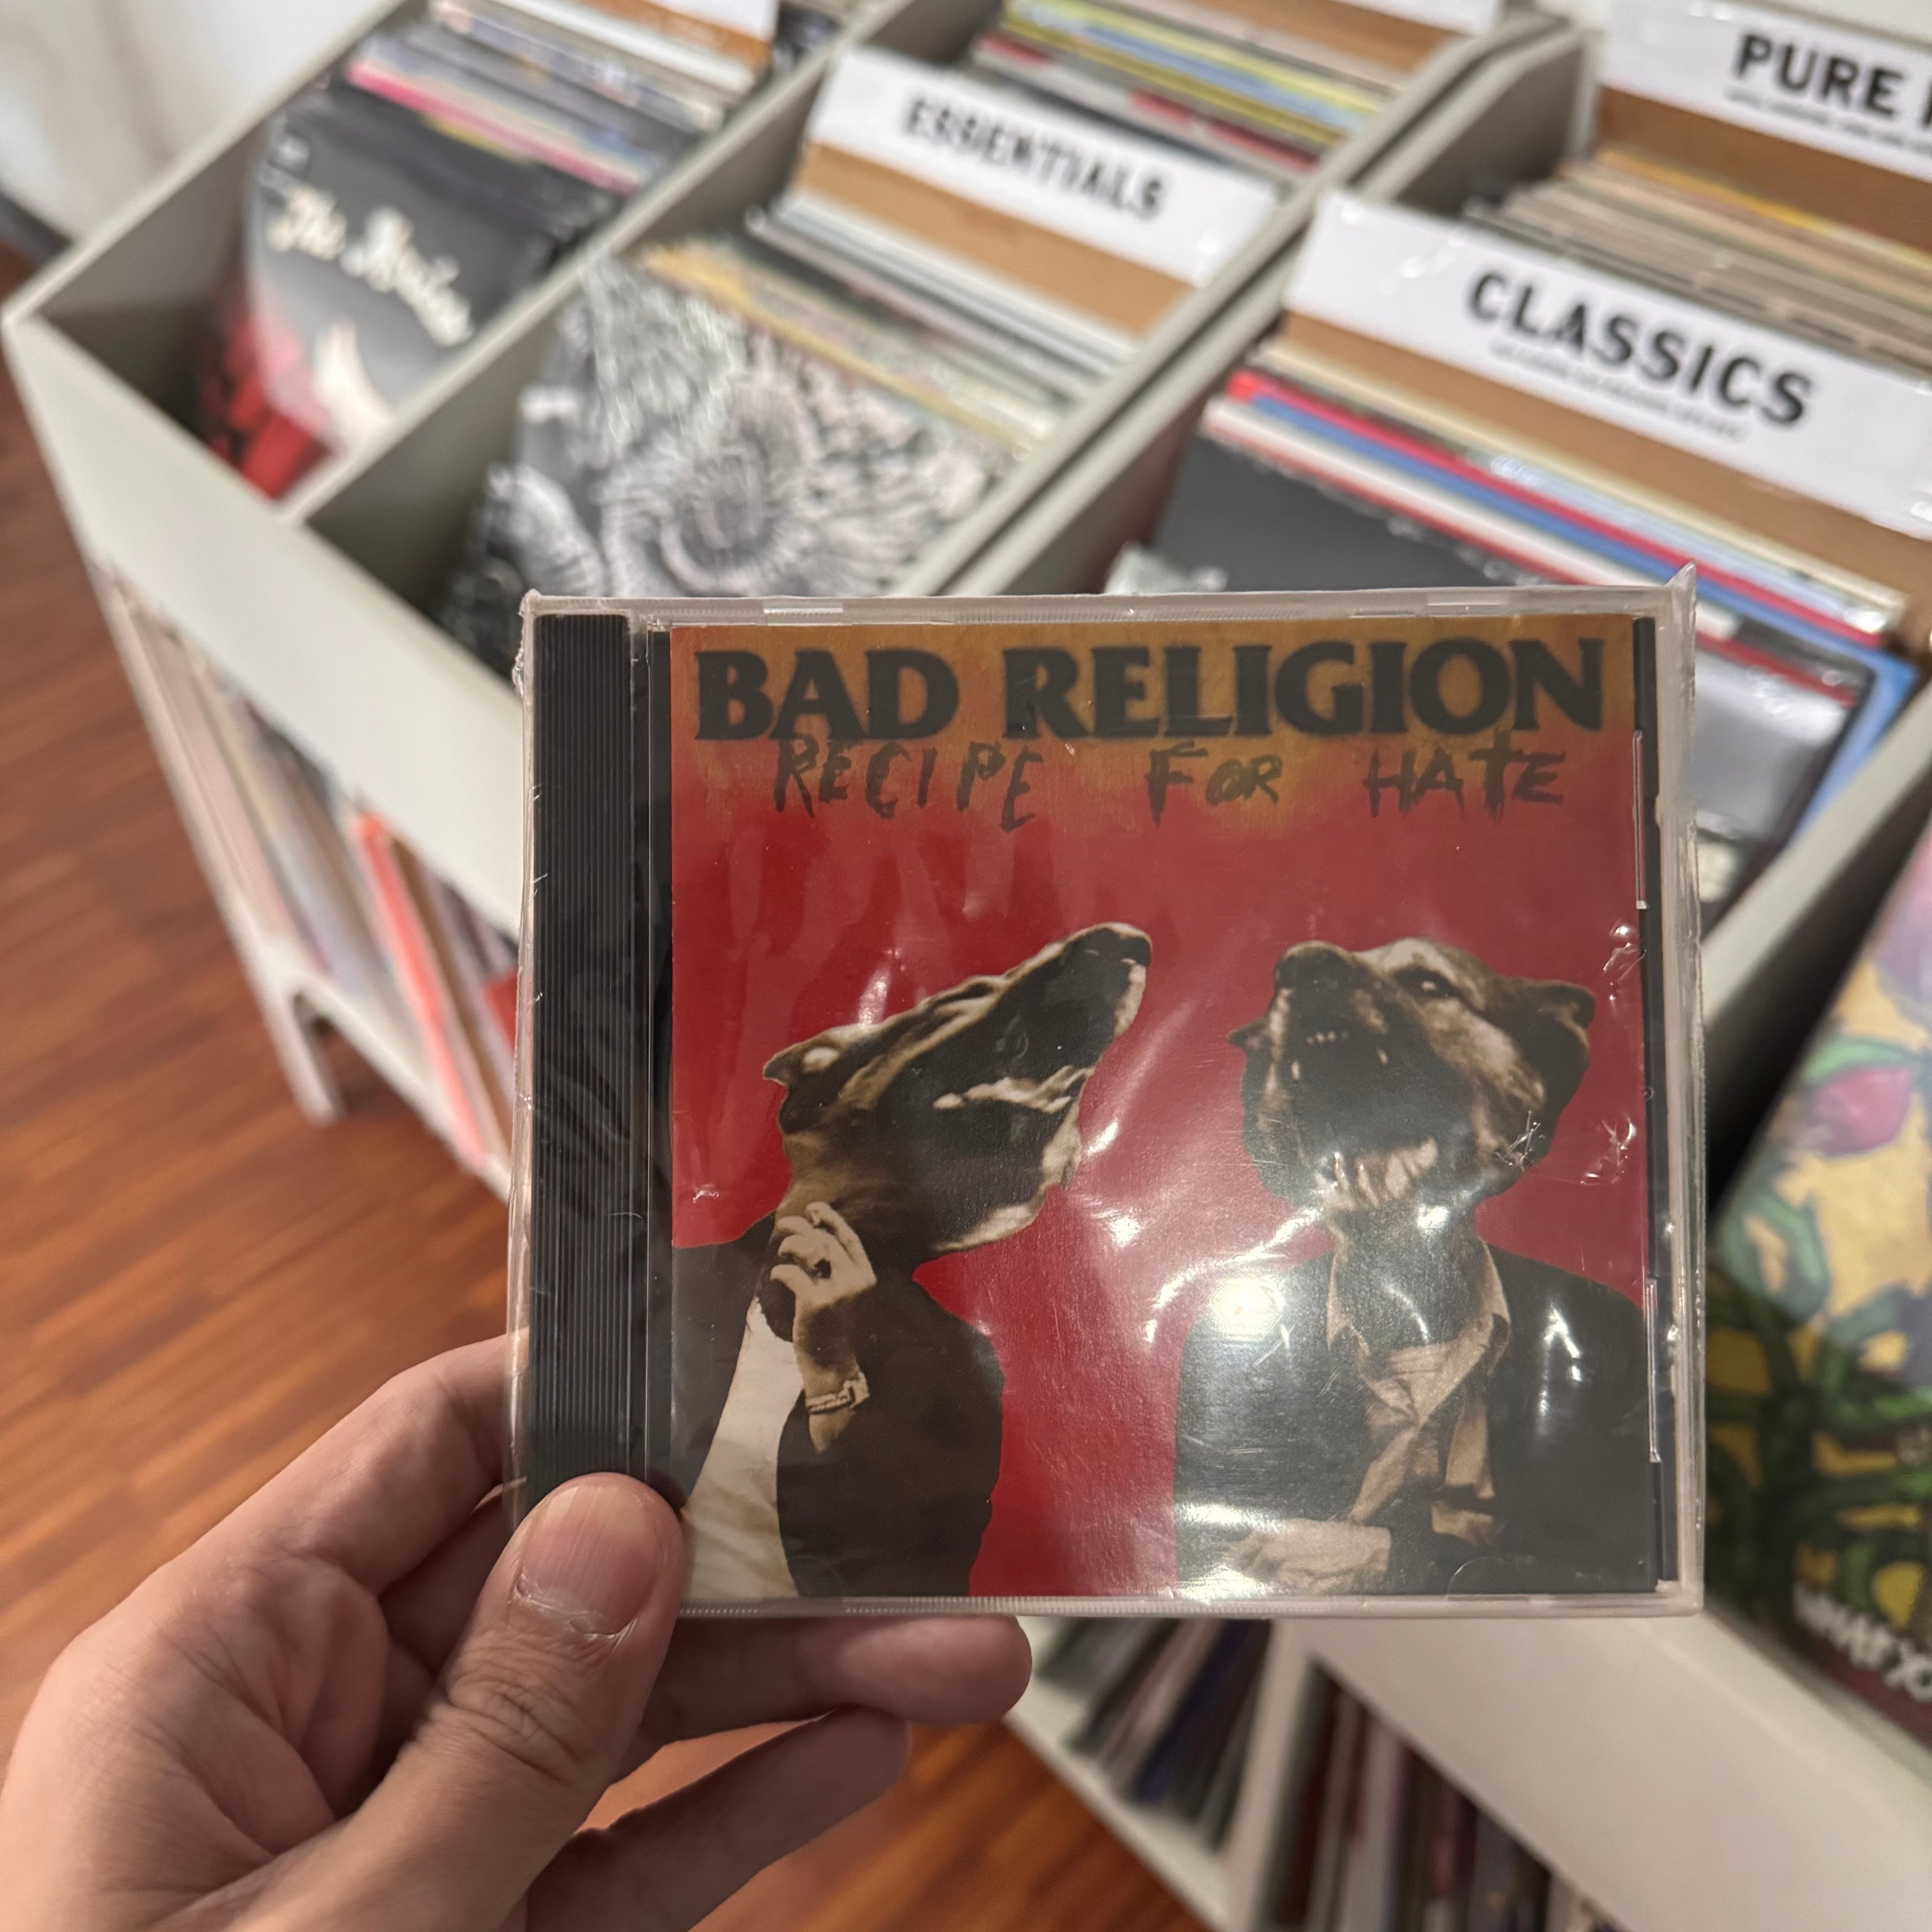 ESSENTIALS
PURE
CLASSICS
BAD RELIGION
RECIPE FOR HATE